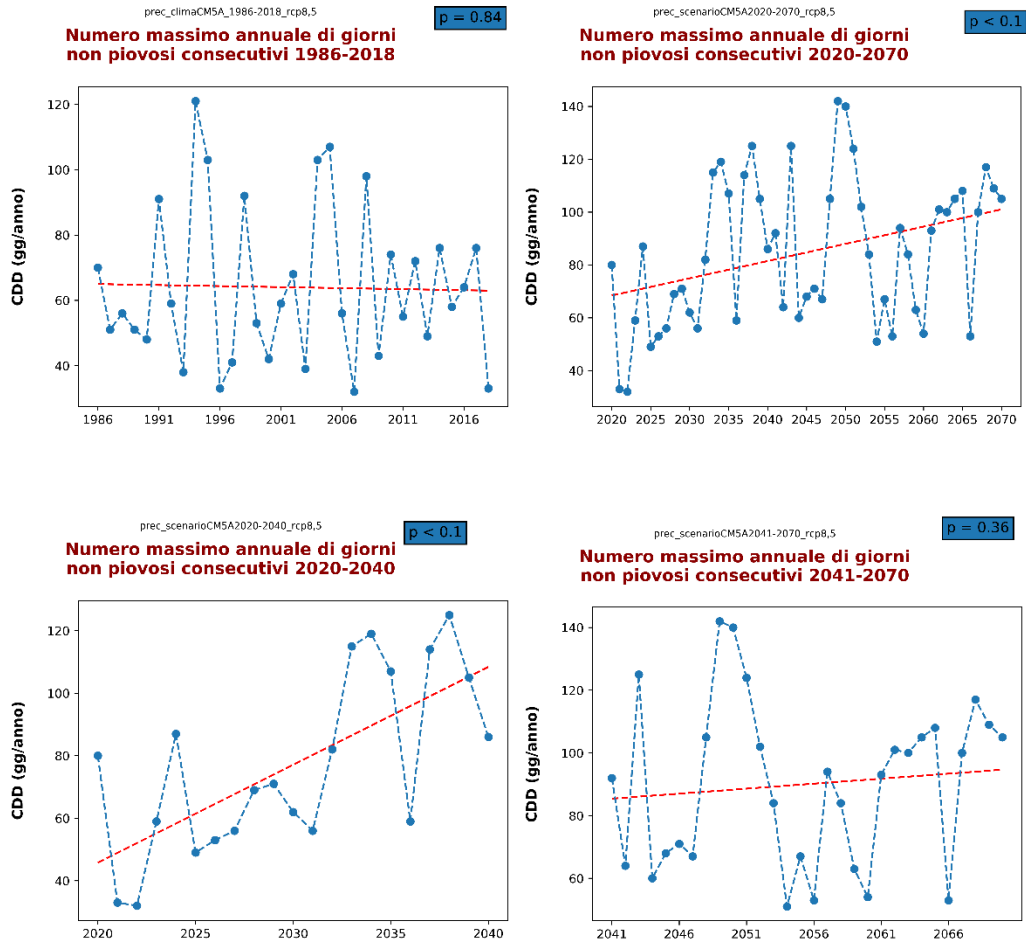 prec_climaCM5A_1986-2018_rcp8,5
p = 0.84
Numero massimo annuale di giorni
non piovosi consecutivi 1986-2018
CDD (gg/anno)
120
100
80
60
40
1986
1991
1996
2001
2006
2011
2016
prec_scenarioCM5A2020-2070_rcp8,5
p < 0.1
Numero massimo annuale di giorni
non piovosi consecutivi 2020-2070
CDD (gg/anno)
140
120
100
80
60
40
2020
2025
2030
2035
2040
2045
2050
2055
2060
2065
2070
prec_scenarioCM5A2020-2040_rcp8,5
p < 0.1
Numero massimo annuale di giorni
non piovosi consecutivi 2020-2040
CDD (gg/anno)
120
100
80
60
40
2020
2025
2030
2035
2040
prec_scenarioCM5A2041-2070_rcp8,5
p = 0.36
Numero massimo annuale di giorni
non piovosi consecutivi 2041-2070
CDD (gg/anno)
140
120
100
80
60
2041
2046
2051
2056
2061
2066